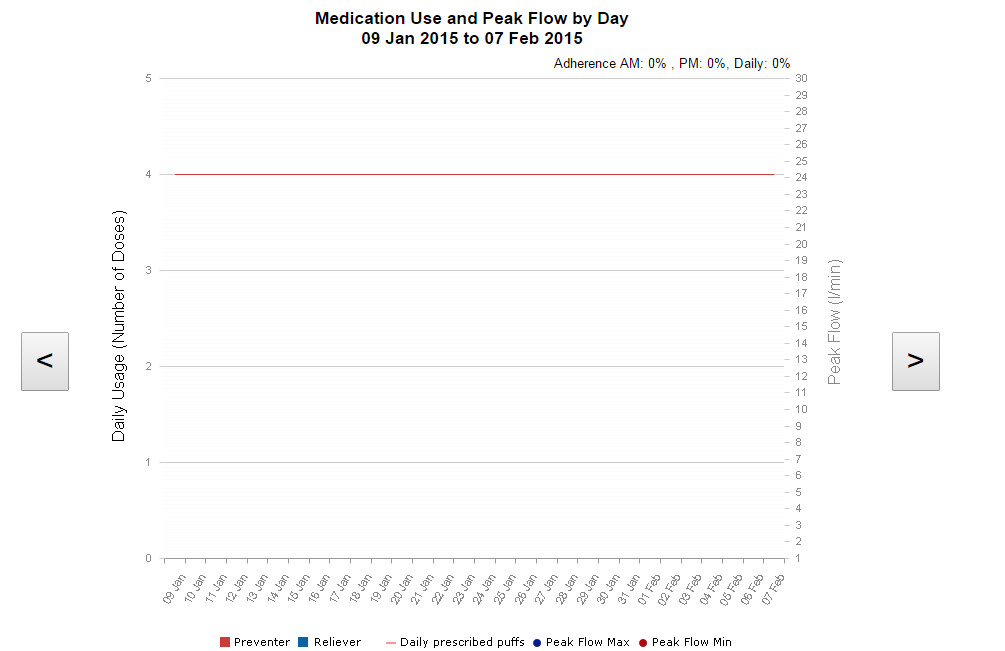 Medication Use and Peak Flow by Day
09 Jan 2015 to 07 Feb 2015
Adherence AM: 0% , PM: 0%, Daily: 0%
5
4
3
2
1
0
Daily Usage (Number of Doses)
30
29
28
27
26
25
24
23
22
21
20
19
18
17
16
15
14
13
12
11
10
9
8
7
6
5
4
3
2
1
Peak Flow (l/min)
<
>
09 Jan
10 Jan
11 Jan
12 Jan
13 Jan
14 Jan
15 Jan
16 Jan
17 Jan
18 Jan
19 Jan
20 Jan
21 Jan
22 Jan
23 Jan
24 Jan
25 Jan
26 Jan
27 Jan
28 Jan
29 Jan
30 Jan
31 Jan
01 Feb
02 Feb
03 Feb
04 Feb
05 Feb
06 Feb
07 Feb
Preventer Reliever Daily prescribed puffs Peak Flow Max Peak Flow Min